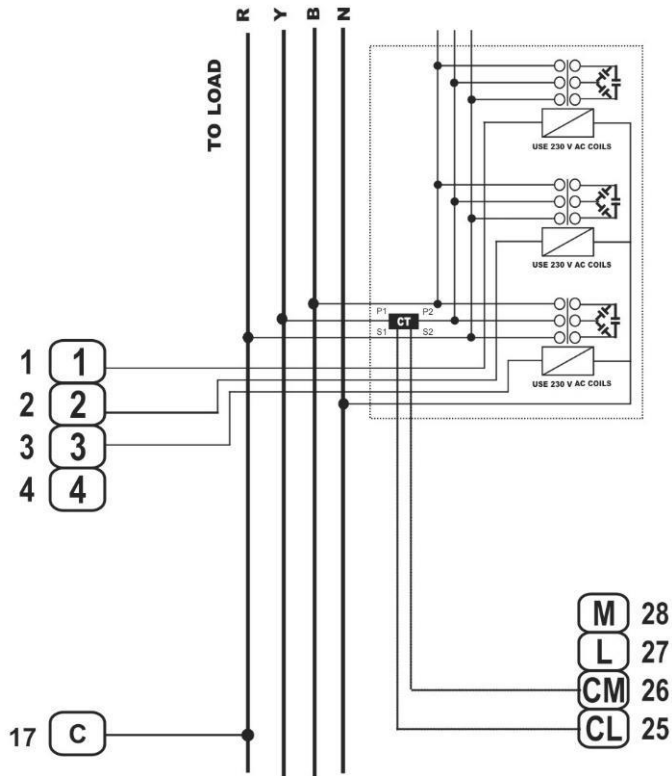 R Y B N
TO LOAD
USE 230 V AC COILS
USE 230 V AC COILS
P1 CT P2
S1 S2
USE 230 V AC COILS
1 1
2 2
3 3
4 4
M 28
L 27
CM 26
CL 25
17 C